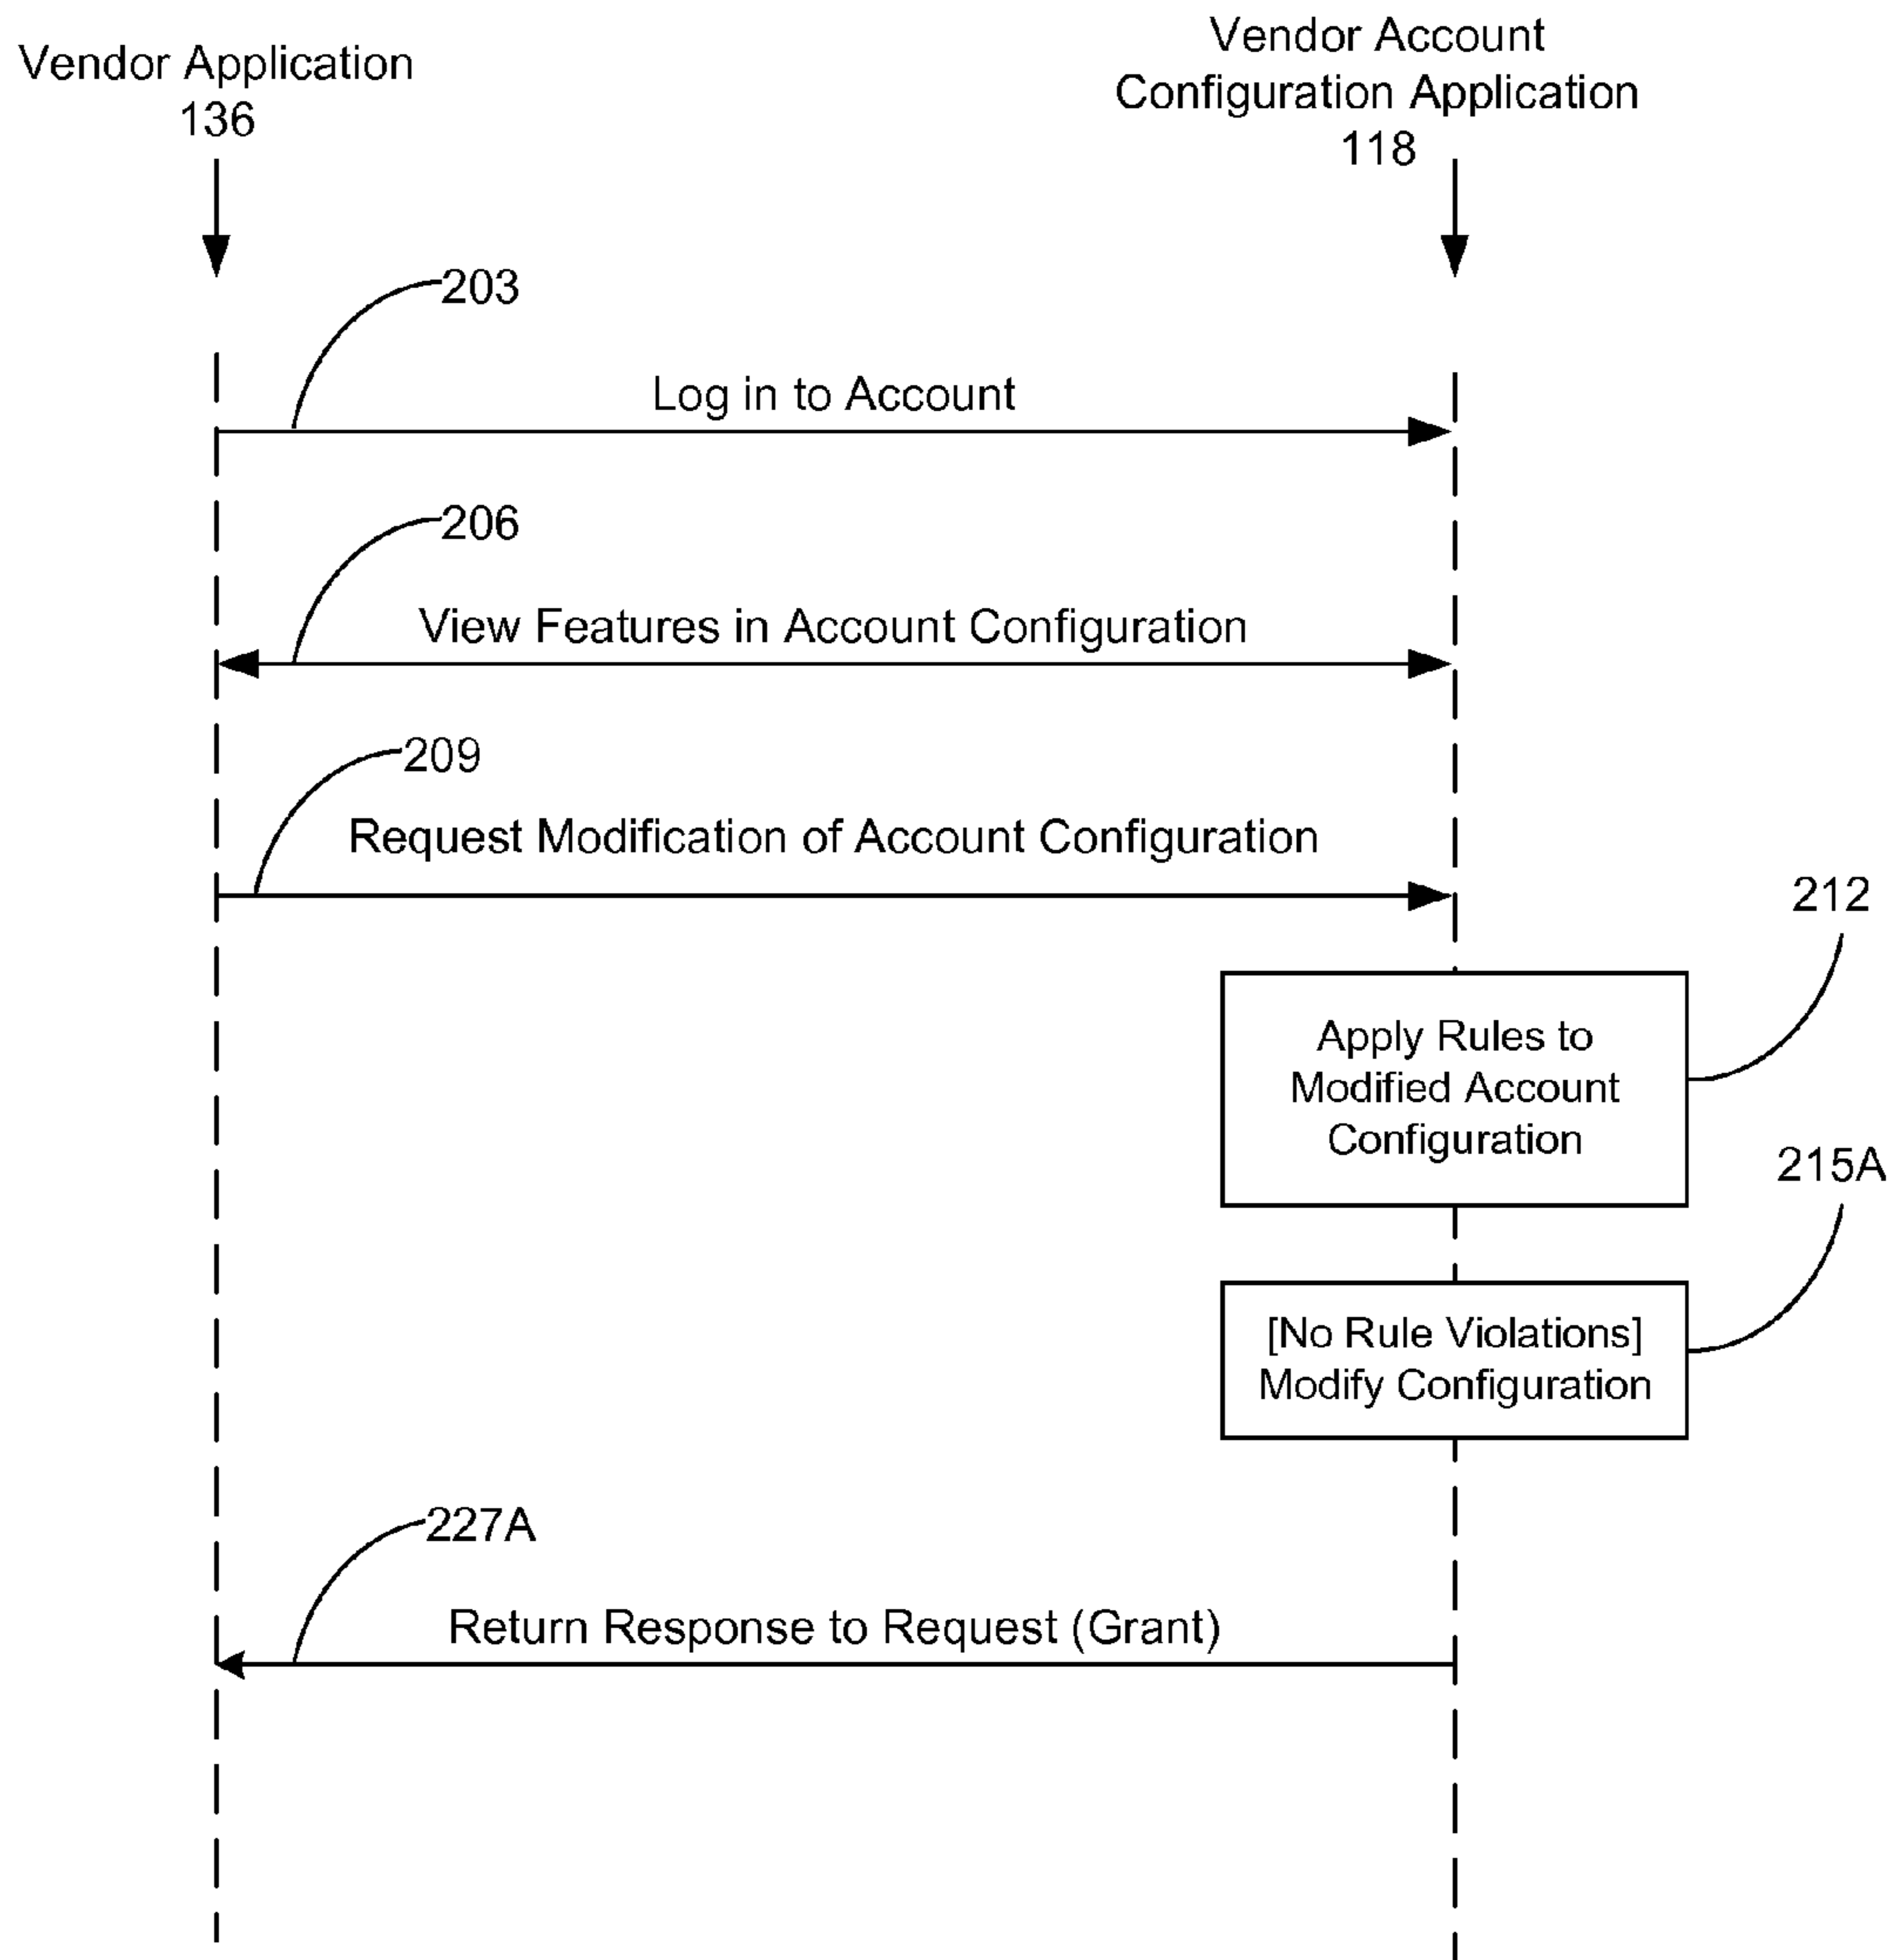 Vendor Application
136
Vendor Account
Configuration Application
118
203
Log in to Account
206
View Features in Account Configuration
209
Request Modification of Account Configuration
212
Apply Rules to
Modified Account
Configuration
215A
[No Rule Violations]
Modify Configuration
227A
Return Response to Request (Grant)